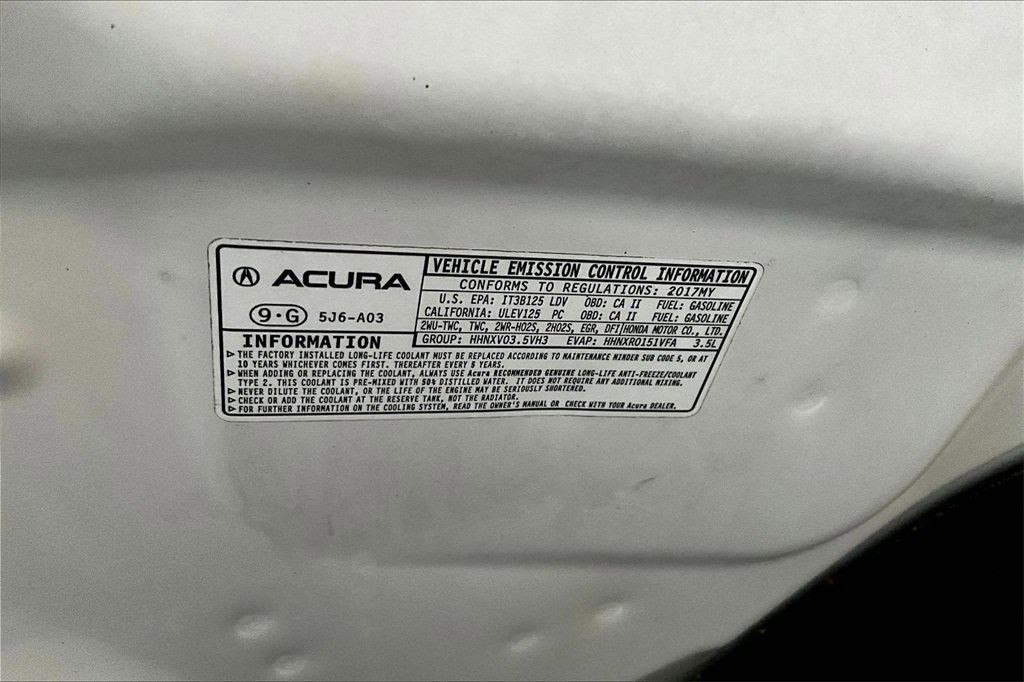 ACURA
9·G 5J6-A03
VEHICLE EMISSION CONTROL INFORMATION
CONFORMS TO REGULATIONS: 2017MY
U.S. EPA: IT3B125 LDV OBD: CA II FUEL: GASOLINE
CALIFORNIA: ULEV125 PC OBD: CA II FUEL: GASOLINE
2WU-TWC, TWC, 2WR-HO2S, 2HO2S, EGR, DFI HONDA MOTOR CO., LTD.
GROUP: HHNXV03.5VH3 EVAP: HHNXR0151VFA 3.5L
INFORMATION
▷ THE FACTORY INSTALLED LONG-LIFE COOLANT MUST BE REPLACED ACCORDING TO MAINTENANCE MINDER SUB CODE 5, OR AT
10 YEARS WHICHEVER COMES FIRST. THEREAFTER EVERY 5 YEARS.
▷ WHEN ADDING OR REPLACING THE COOLANT, ALWAYS USE Acura RECOMMENDED GENUINE LONG-LIFE ANTI-FREEZE/COOLANT
TYPE 2. THIS COOLANT IS PRE-MIXED WITH 50% DISTILLED WATER. IT DOES NOT REQUIRE ANY ADDITIONAL MIXING.
▷ NEVER DILUTE THE COOLANT, OR THE LIFE OF THE ENGINE MAY BE SERIOUSLY SHORTENED.
▷ CHECK OR ADD THE COOLANT AT THE RESERVE TANK, NOT THE RADIATOR.
▷ FOR FURTHER INFORMATION ON THE COOLING SYSTEM, READ THE OWNER'S MANUAL OR CHECK WITH YOUR Acura DEALER.